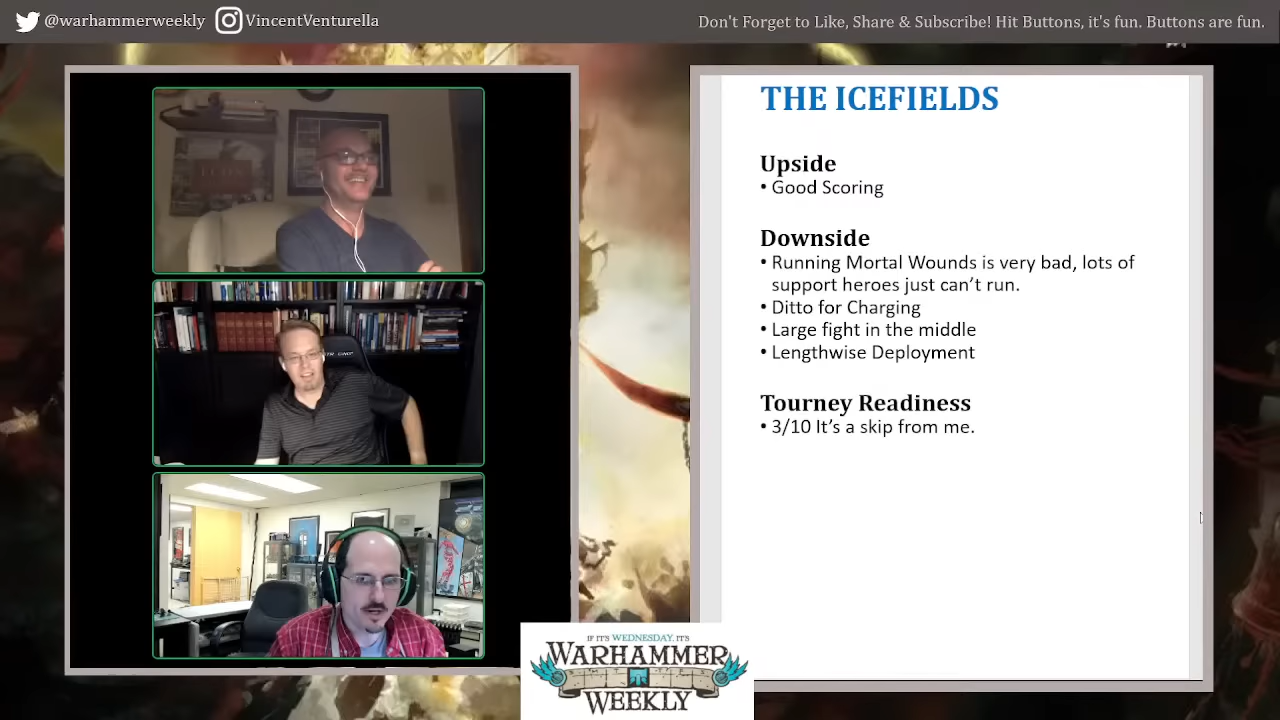 @warhammerweekly VincentVenturella
Don't Forget to Like, Share & Subscribe! Hit Buttons, it's fun. Buttons are fun.
THE ICEFIELDS
Upside
• Good Scoring
Downside
• Running Mortal Wounds is very bad, lots of
support heroes just can't run.
• Ditto for Charging
• Large fight in the middle
• Lengthwise Deployment
Tourney Readiness
• 3/10 It's a skip from me.
IF IT'S WEDNESDAY, IT'S
WARHAMMER
WEEKLY